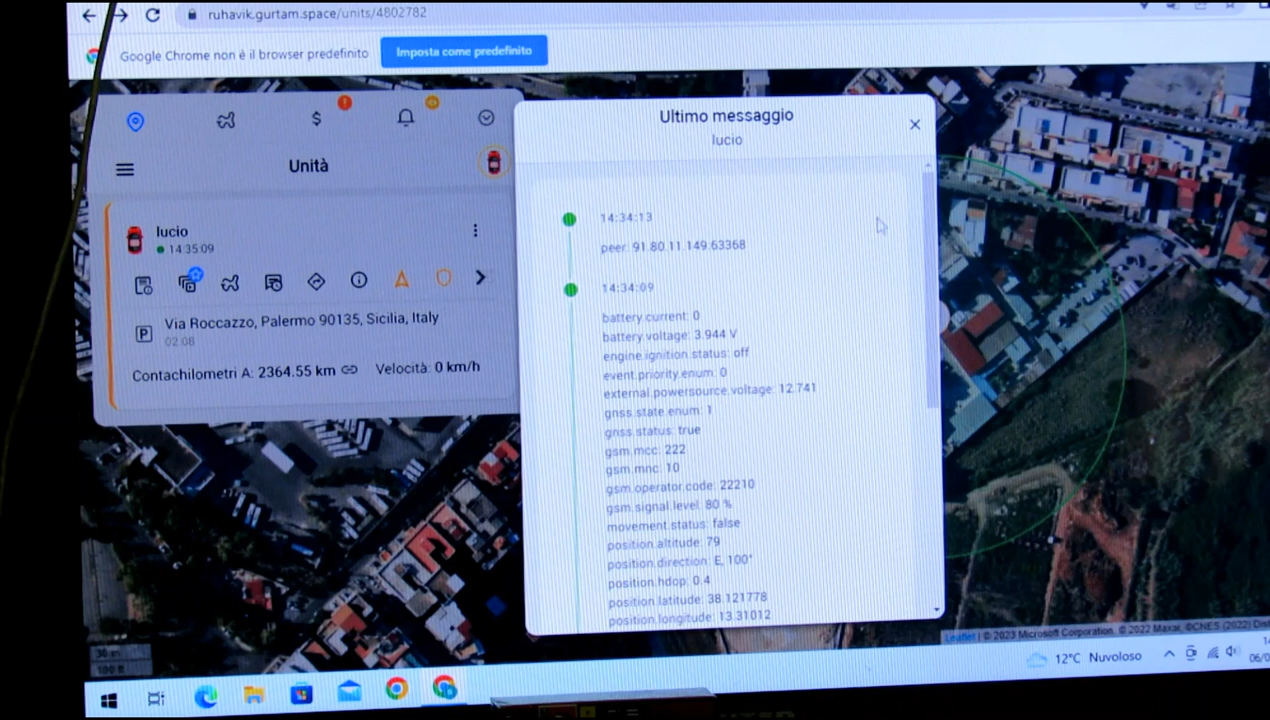 ruhavik.gurtam.space/units/4802782
Google Chrome non è il browser predefinito
Imposta come predefinito
Unità
lucio
14:35:09
Via Roccazzo, Palermo 90135, Sicilia, Italy
02:08
Contachilometri A: 2364.55 km
Velocità: 0 km/h
Ultimo messaggio
lucio
14:34:13
peer: 91.80.11.149:63368
14:34:09
battery.current: 0
battery.voltage: 3.944 V
engine.ignition.status: off
event.priority.enum: 0
external.powersource.voltage: 12.741
gnss.state.enum: 1
gnss.status: true
gsm.mcc: 222
gsm.mnc: 10
gsm.operator.code: 22210
gsm.signal.level: 80 %
movement.status: false
position.altitude: 79
position.direction: E, 100°
position.hdop: 0.4
position.latitude: 38.121778
position.longitude: 13.31012
30 m
100 ft
Leaflet | © 2023 Microsoft Corporation, © 2022 Maxar, ©CNES (2022)
12°C Nuvoloso